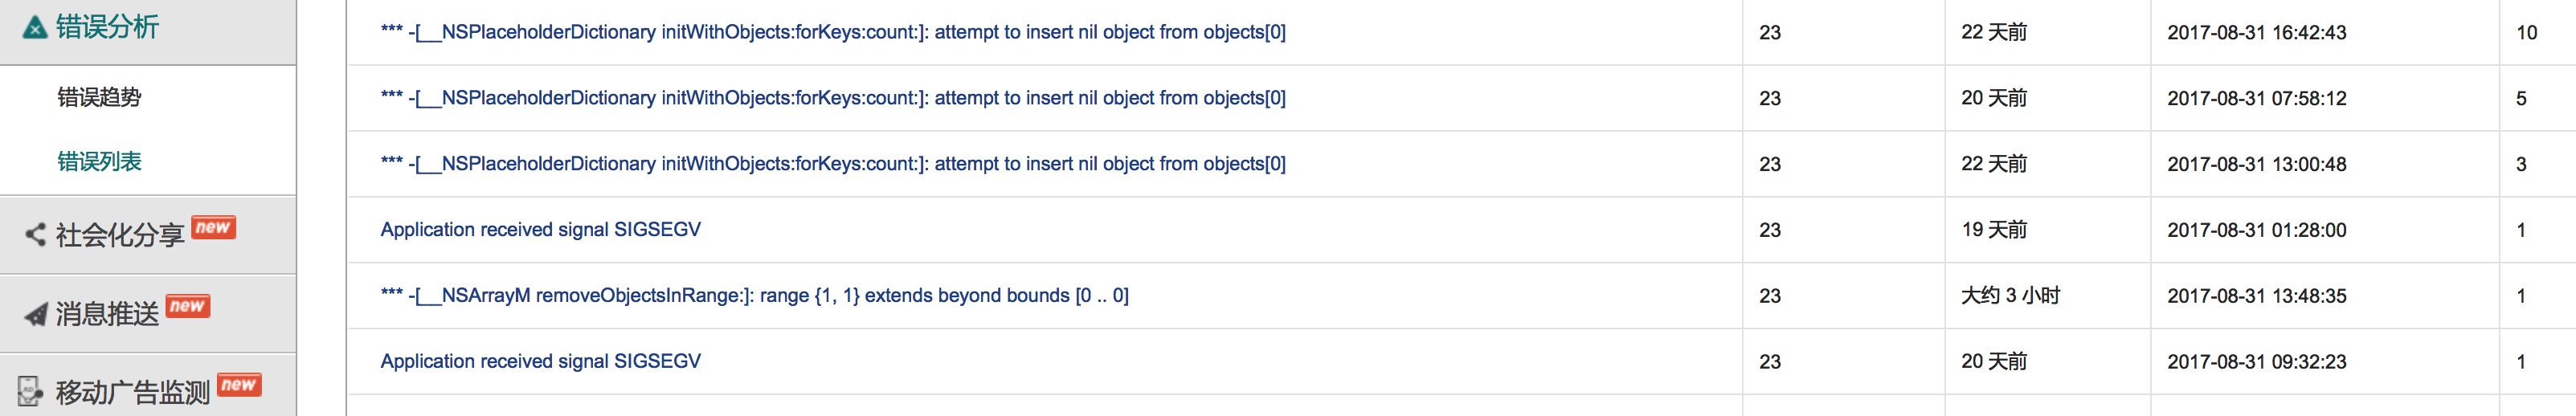 错误分析
错误趋势
错误列表
社会化分享 new
消息推送 new
移动广告监测 new
*** -[__NSPlaceholderDictionary initWithObjects:forKeys:count:]: attempt to insert nil object from objects[0] 23 22 天前 2017-08-31 16:42:43 10
*** -[__NSPlaceholderDictionary initWithObjects:forKeys:count:]: attempt to insert nil object from objects[0] 23 20 天前 2017-08-31 07:58:12 5
*** -[__NSPlaceholderDictionary initWithObjects:forKeys:count:]: attempt to insert nil object from objects[0] 23 22 天前 2017-08-31 13:00:48 3
Application received signal SIGSEGV 23 19 天前 2017-08-31 01:28:00 1
*** -[__NSArrayM removeObjectsInRange:]: range {1, 1} extends beyond bounds [0 .. 0] 23 大约 3 小时 2017-08-31 13:48:35 1
Application received signal SIGSEGV 23 20 天前 2017-08-31 09:32:23 1